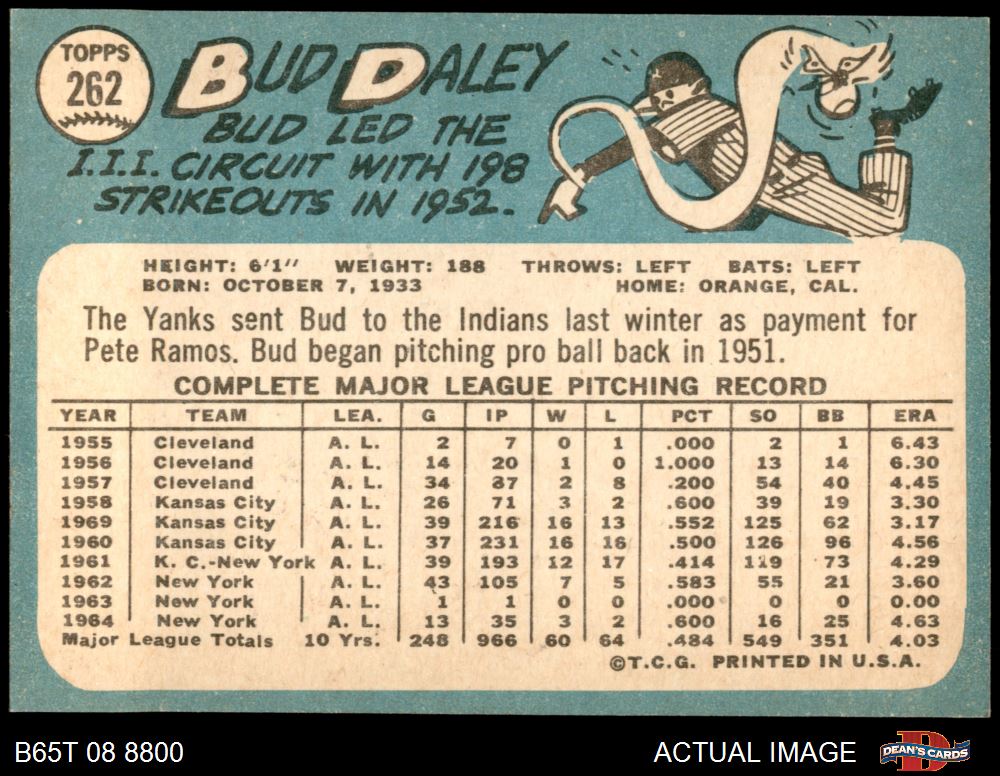 TOPPS
262
BUD DALEY
BUD LED THE
I.I.I. CIRCUIT WITH 198
STRIKEOUTS IN 1952.
HEIGHT: 6'1" WEIGHT: 188 THROWS: LEFT BATS: LEFT
BORN: OCTOBER 7, 1933 HOME: ORANGE, CAL.
The Yanks sent Bud to the Indians last winter as payment for
Pete Ramos. Bud began pitching pro ball back in 1951.
COMPLETE MAJOR LEAGUE PITCHING RECORD
YEAR TEAM LEA. G IP W L PCT SO BB ERA
1955 Cleveland A. L. 2 7 0 1 .000 2 1 6.43
1956 Cleveland A. L. 14 20 1 0 1.000 13 14 6.30
1957 Cleveland A. L. 34 87 2 8 .200 54 40 4.45
1958 Kansas City A. L. 26 71 3 2 .600 39 19 3.30
1969 Kansas City A. L. 39 216 16 13 .552 125 62 3.17
1960 Kansas City A. L. 37 231 16 16 .500 126 96 4.56
1961 K. C.-New York A. L. 39 193 12 17 .414 119 73 4.29
1962 New York A. L. 43 105 7 5 .583 55 21 3.60
1963 New York A. L. 1 1 0 0 .000 0 0 0.00
1964 New York A. L. 13 35 3 2 .600 16 25 4.63
Major League Totals 10 Yrs. 248 966 60 64 .484 549 351 4.03
©T.C.G. PRINTED IN U.S.A.
B65T 08 8800 ACTUAL IMAGE DEAN'S CARDS